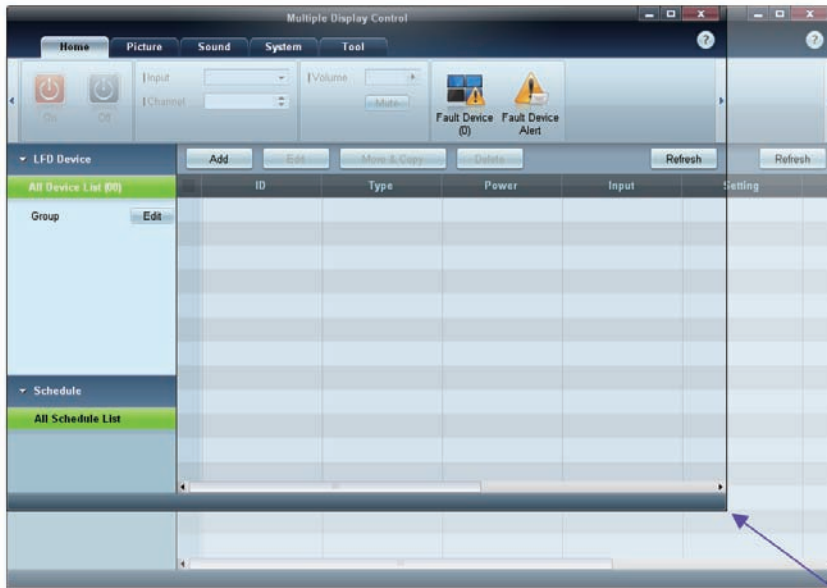 Multiple Display Control
Home Picture Sound System Tool
On Off
Input
Channel
Volume
Mute
Fault Device (0)
Fault Device Alert
LFD Device
Add Edit Move & Copy Delete Refresh Refresh
All Device List (00)
ID Type Power Input Setting
Group Edit
Schedule
All Schedule List